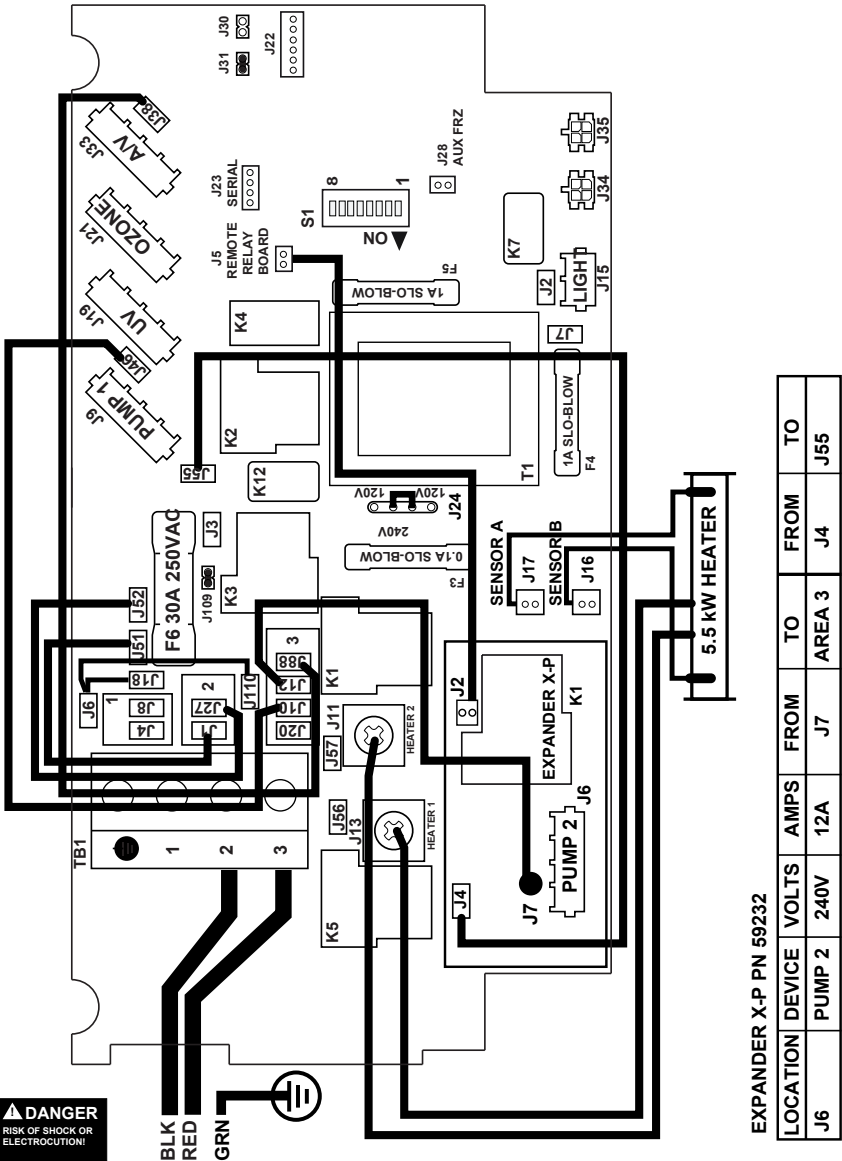 J30
J31
J22
J38
J33
A/V
J21
OZONE
J19
UV
J46
J9
PUMP 1
J23
SERIAL
J5
REMOTE
RELAY
BOARD
S1
8
1
ON
J28
AUX FRZ
J35
J34
K7
J2
LIGHT
J15
J7
F5
1A SLO-BLOW
K4
K2
J55
K12
T1
1A SLO-BLOW
F4
120V
120V
J24
240V
0.1A SLO-BLOW
F3
J3
F6 30A 250VAC
J52
J51
J109
K3
J18
J6
J110
1
J8
J4
2
J27
J1
3
J88
J12
J10
J20
K1
J11
HEATER 2
J57
J56
J13
HEATER 1
K5
TB1
1
2
3
SENSOR A
J17
SENSOR B
J16
5.5 kW HEATER
J2
EXPANDER X-P
K1
J6
PUMP 2
J7
J4
DANGER
RISK OF SHOCK OR
ELECTROCUTION!
BLK
RED
GRN
EXPANDER X-P PN 59232
LOCATION DEVICE VOLTS AMPS FROM TO FROM TO
J6 PUMP 2 240V 12A J7 AREA 3 J4 J55